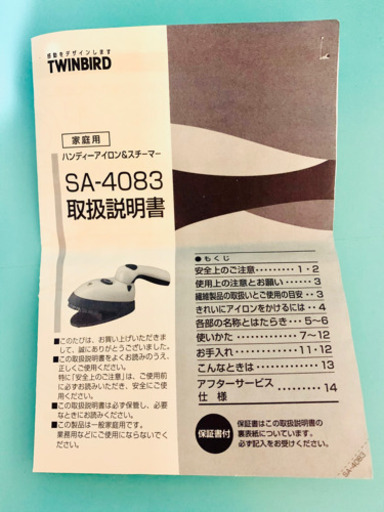 感動をデザインします
TWINBIRD
家庭用
ハンディーアイロン&スチーマー
SA-4083
取扱説明書
●もくじ
安全上のご注意………1・2
使用上の注意とお願い……3
繊維製品の取扱いとご使用の目安‥3
きれいにアイロンをかけるには‥4
各部の名称とはたらき…5〜6
使いかた…………7〜12
お手入れ…………11・12
こんなときは…………13
アフターサービス
仕様…………14
■このたびは、お買い上げいただきま
して、誠にありがとうございました。
■この取扱説明書をよくお読みのうえ、
正しくご使用ください。
特に「安全上のご注意」は、ご使用前
に必ずお読みいただき、安全にご使
用ください。
■この取扱説明書は必ず保管し、必要
なときにお読みください。
■この製品は一般家庭用です。
業務用などにご使用にならないでく
ださい。
保証書付
保証書はこの取扱説明書の
裏表紙についています。
必ず記入をお受けください。
SA-4083